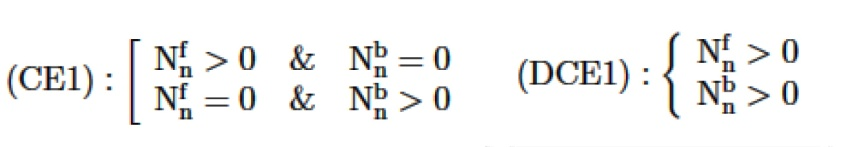 (CE1) : [ N_n^f > 0 & N_n^b = 0
N_n^f = 0 & N_n^b > 0
(DCE1) : { N_n^f > 0
N_n^b > 0